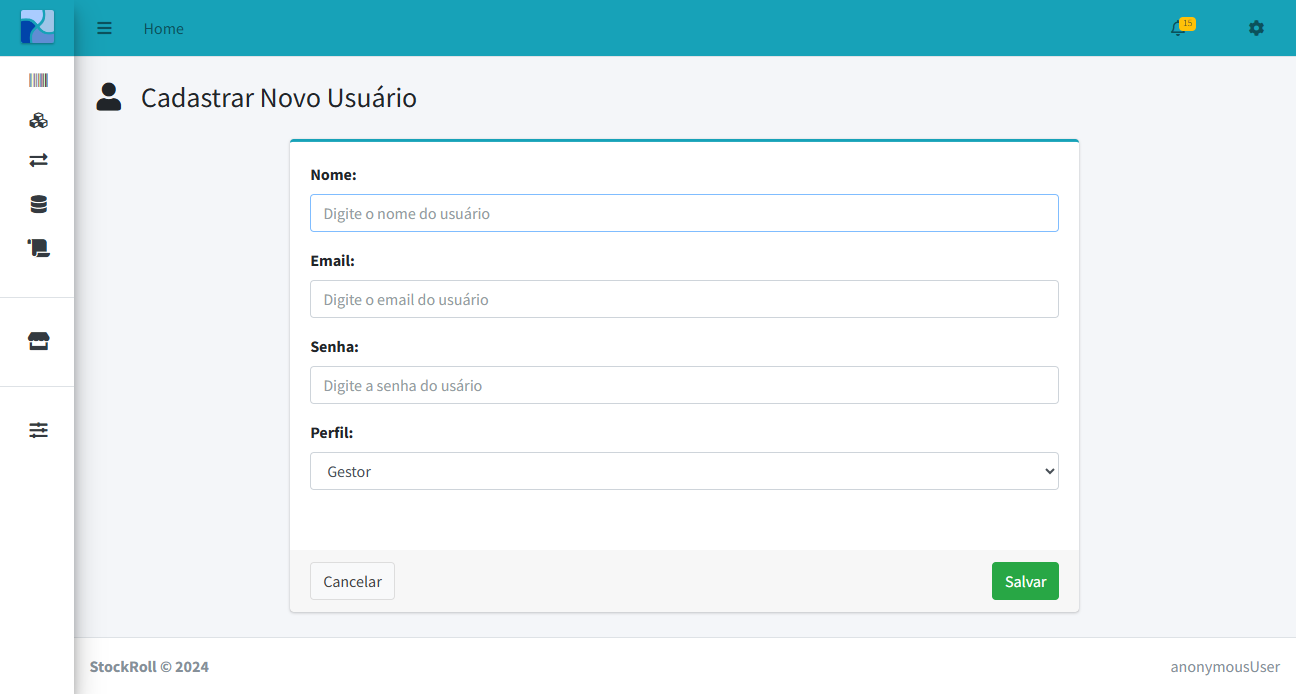 Home
15
Cadastrar Novo Usuário
Nome:
Digite o nome do usuário
Email:
Digite o email do usuário
Senha:
Digite a senha do usário
Perfil:
Gestor
Cancelar
Salvar
StockRoll © 2024
anonymousUser